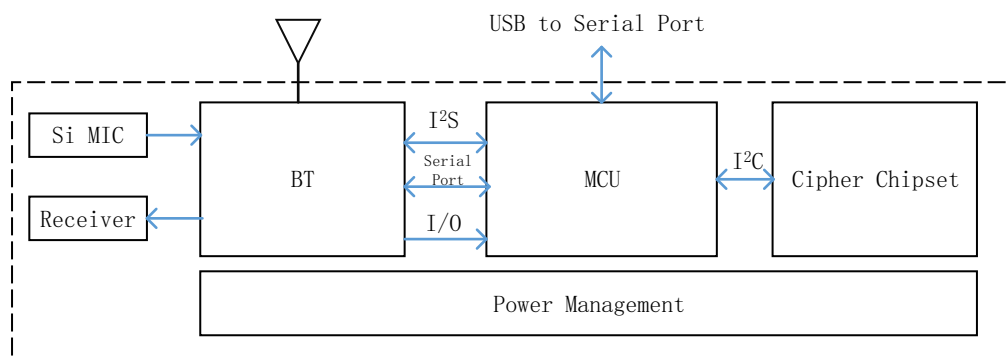 USB to Serial Port
Si MIC
Receiver
BT
I²S
Serial
Port
I/O
MCU
I²C
Cipher Chipset
Power Management